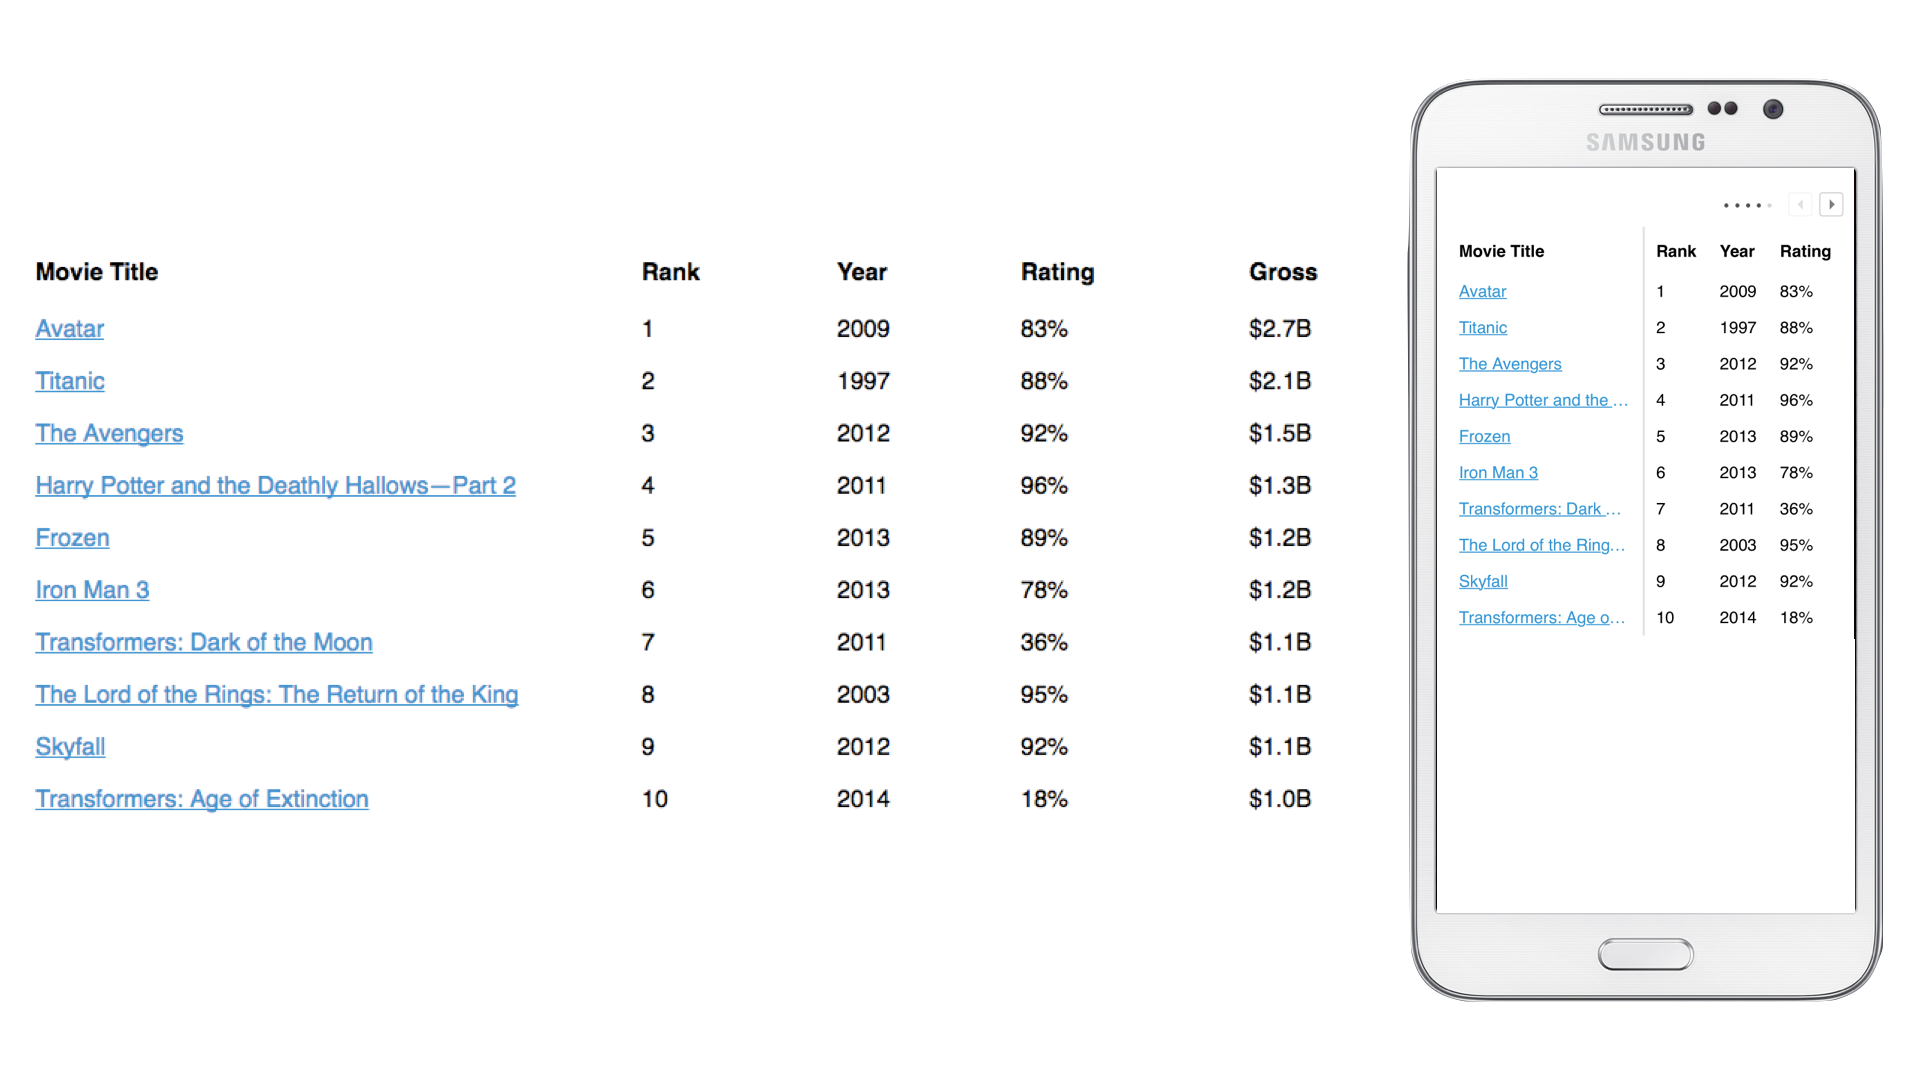 Movie Title Rank Year Rating Gross
Avatar 1 2009 83% $2.7B
Titanic 2 1997 88% $2.1B
The Avengers 3 2012 92% $1.5B
Harry Potter and the Deathly Hallows—Part 2 4 2011 96% $1.3B
Frozen 5 2013 89% $1.2B
Iron Man 3 6 2013 78% $1.2B
Transformers: Dark of the Moon 7 2011 36% $1.1B
The Lord of the Rings: The Return of the King 8 2003 95% $1.1B
Skyfall 9 2012 92% $1.1B
Transformers: Age of Extinction 10 2014 18% $1.0B
SAMSUNG
Movie Title Rank Year Rating
Avatar 1 2009 83%
Titanic 2 1997 88%
The Avengers 3 2012 92%
Harry Potter and the … 4 2011 96%
Frozen 5 2013 89%
Iron Man 3 6 2013 78%
Transformers: Dark … 7 2011 36%
The Lord of the Ring… 8 2003 95%
Skyfall 9 2012 92%
Transformers: Age o… 10 2014 18%